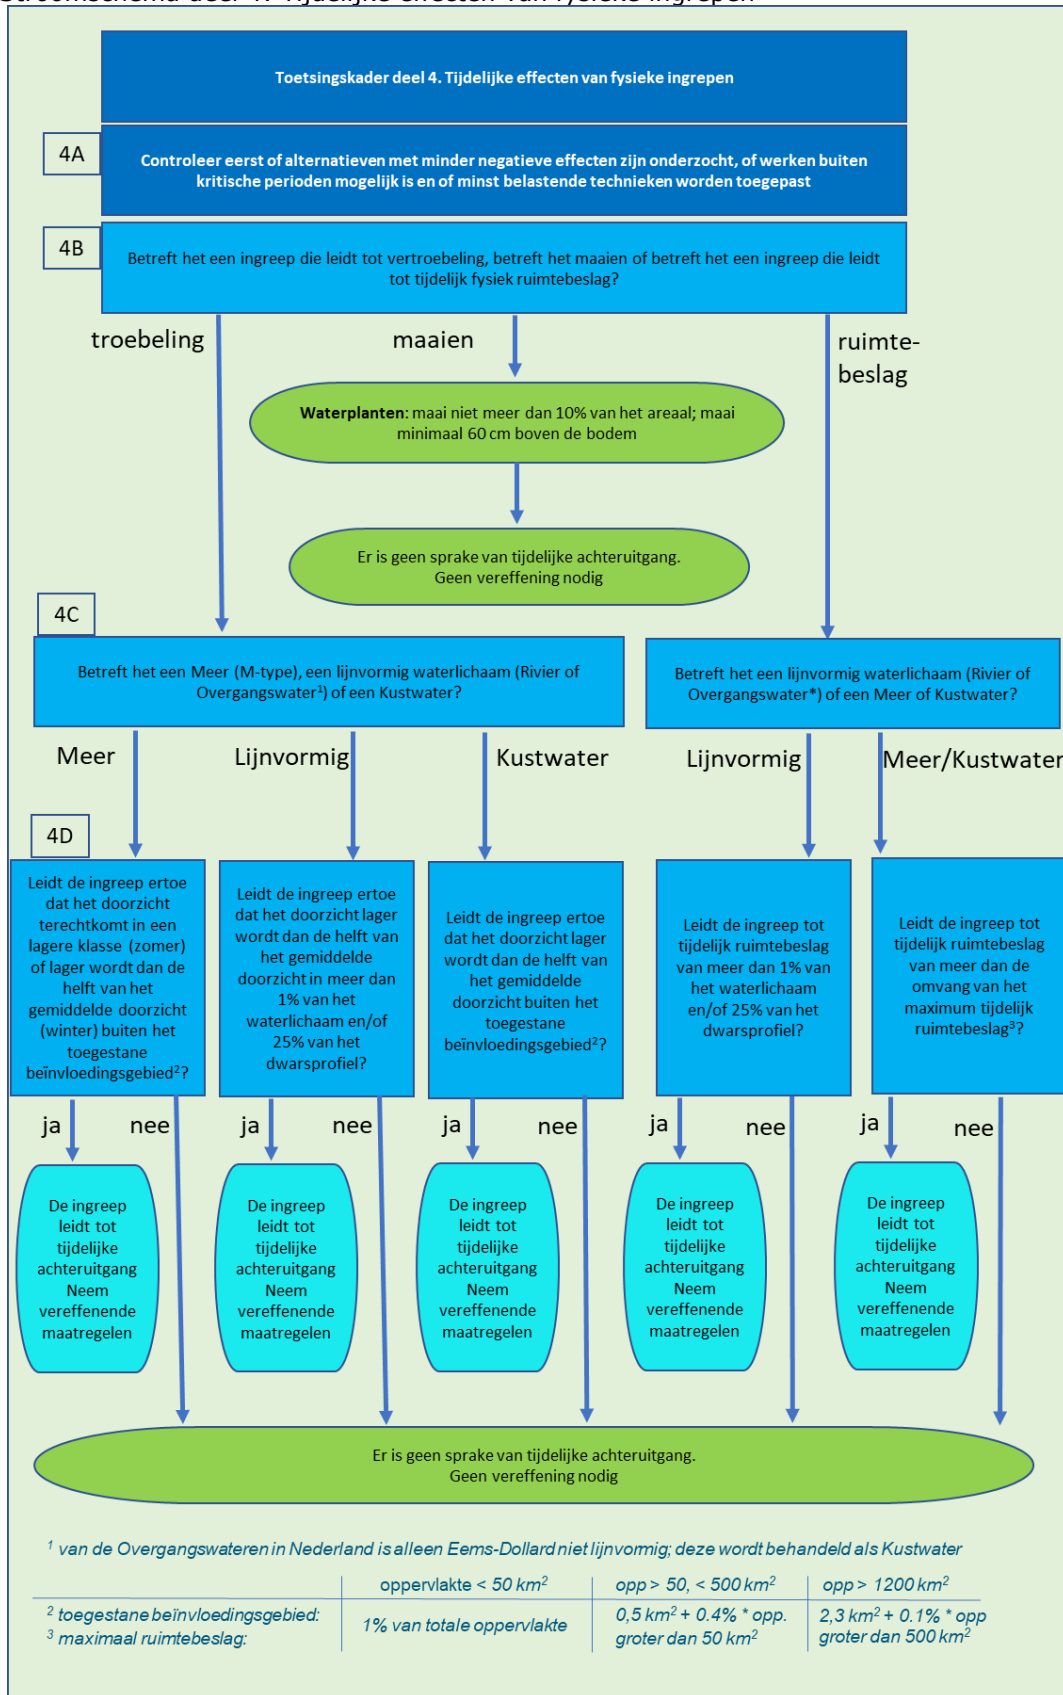 Stroomschema deel 4. Tijdelijke effecten van fysieke ingrepen
Toetsingskader deel 4. Tijdelijke effecten van fysieke ingrepen
4A
Controleer eerst of alternatieven met minder negatieve effecten zijn onderzocht, of werken buiten
kritische perioden mogelijk is en of minst belastende technieken worden toegepast
4B
Betreft het een ingreep die leidt tot vertroebeling, betreft het maaien of betreft het een ingreep die leidt
tot tijdelijk fysiek ruimtebeslag?
troebeling
maaien
ruimte-
beslag
Waterplanten: maai niet meer dan 10% van het areaal; maai
minimaal 60 cm boven de bodem
Er is geen sprake van tijdelijke achteruitgang.
Geen vereffening nodig
4C
Betreft het een Meer (M-type), een lijnvormig waterlichaam (Rivier of
Overgangswater¹) of een Kustwater?
Betreft het een lijnvormig waterlichaam (Rivier of
Overgangswater*) of een Meer of Kustwater?
Meer
Lijnvormig
Kustwater
Lijnvormig
Meer/Kustwater
4D
Leidt de ingreep ertoe
dat het doorzicht
terechtkomt in een
lagere klasse (zomer)
of lager wordt dan de
helft van het
gemiddelde doorzicht
(winter) buiten het
toegestane
beïnvloedingsgebied²?
Leidt de ingreep ertoe
dat het doorzicht lager
wordt dan de helft van
het gemiddelde
doorzicht in meer dan
1% van het
waterlichaam en/of
25% van het
dwarsprofiel?
Leidt de ingreep ertoe
dat het doorzicht lager
wordt dan de helft van
het gemiddelde
doorzicht buiten het
toegestane
beïnvloedingsgebied²?
Leidt de ingreep tot
tijdelijk ruimtebeslag
van meer dan 1% van
het waterlichaam
en/of 25% van het
dwarsprofiel?
Leidt de ingreep tot
tijdelijk ruimtebeslag
van meer dan de
omvang van het
maximum tijdelijk
ruimtebeslag³?
ja
nee
ja
nee
ja
nee
ja
nee
ja
nee
De ingreep
leidt tot
tijdelijke
achteruitgang
Neem
vereffenende
maatregelen
De ingreep
leidt tot
tijdelijke
achteruitgang
Neem
vereffenende
maatregelen
De ingreep
leidt tot
tijdelijke
achteruitgang
Neem
vereffenende
maatregelen
De ingreep
leidt tot
tijdelijke
achteruitgang
Neem
vereffenende
maatregelen
De ingreep
leidt tot
tijdelijke
achteruitgang
Neem
vereffenende
maatregelen
Er is geen sprake van tijdelijke achteruitgang.
Geen vereffening nodig
¹ van de Overgangswateren in Nederland is alleen Eems-Dollard niet lijnvormig; deze wordt behandeld als Kustwater
oppervlakte < 50 km²
opp > 50, < 500 km²
opp > 1200 km²
² toegestane beïnvloedingsgebied:
³ maximaal ruimtebeslag:
1% van totale oppervlakte
0,5 km² + 0.4% * opp.
groter dan 50 km²
2,3 km² + 0.1% * opp
groter dan 500 km²